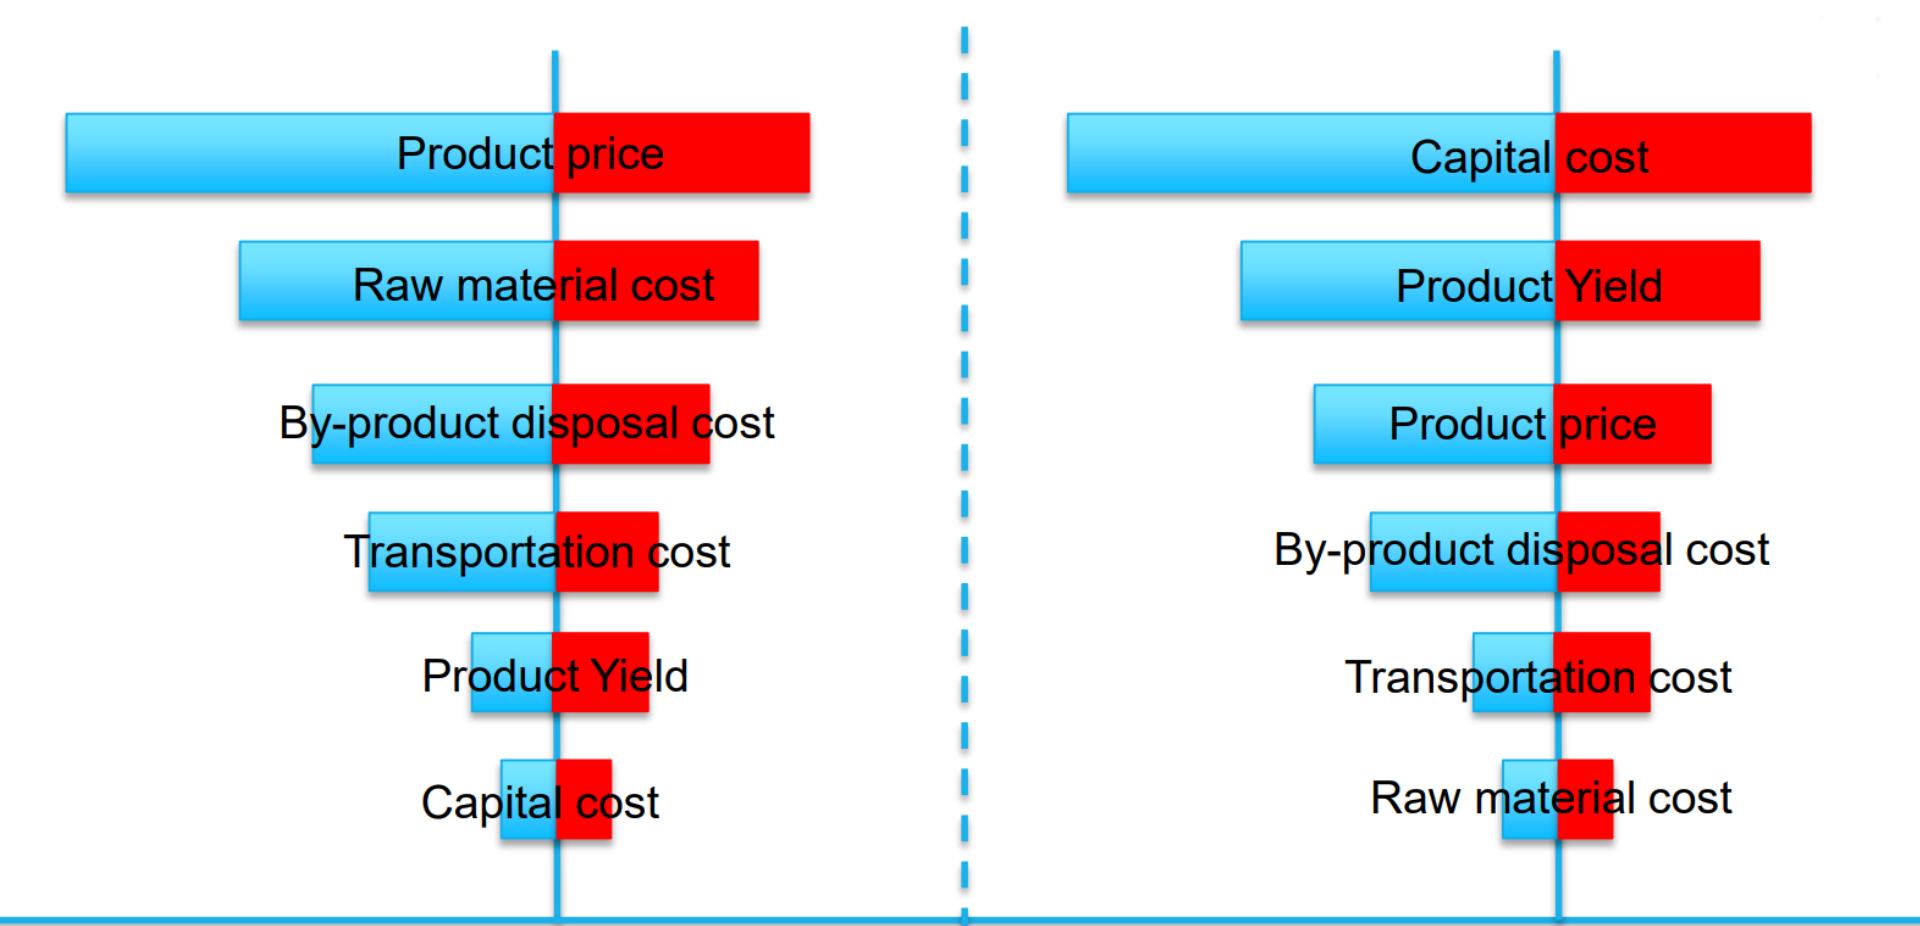 Product price
Raw material cost
By-product disposal cost
Transportation cost
Product Yield
Capital cost
Capital cost
Product Yield
Product price
By-product disposal cost
Transportation cost
Raw material cost